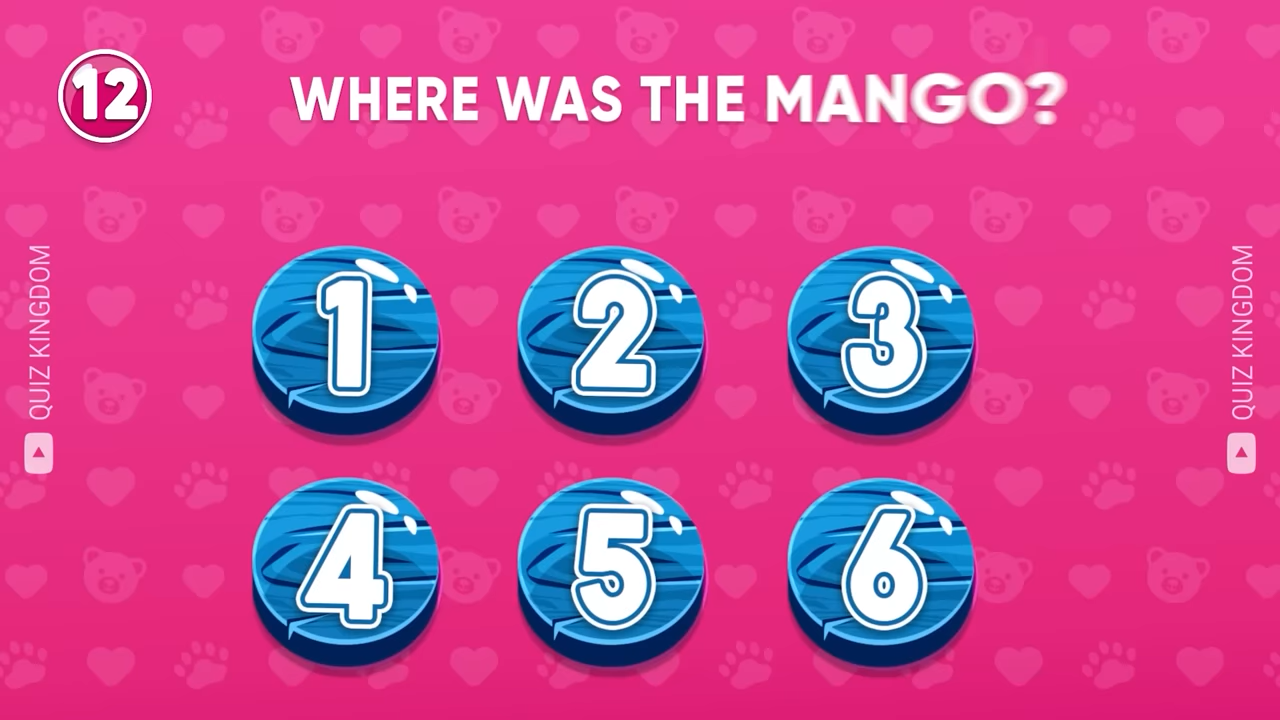 12
WHERE WAS THE MANGO?
1 2 3
4 5 6
QUIZ KINGDOM
QUIZ KINGDOM